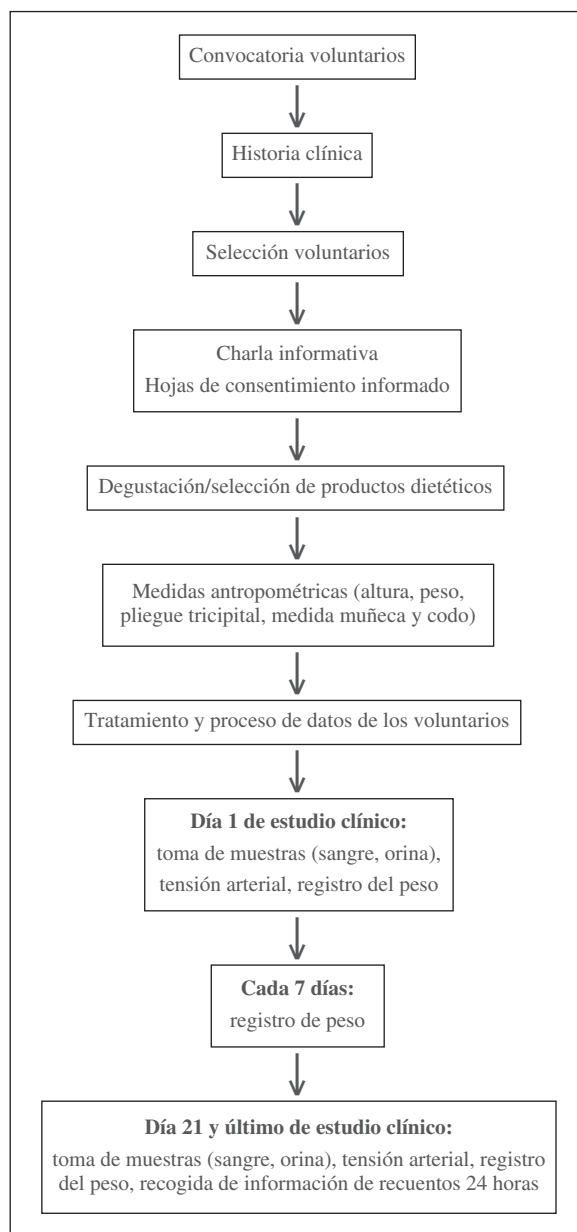 Convocatoria voluntarios
Historia clínica
Selección voluntarios
Charla informativa
Hojas de consentimiento informado
Degustación/selección de productos dietéticos
Medidas antropométricas (altura, peso,
pliegue tricipital, medida muñeca y codo)
Tratamiento y proceso de datos de los voluntarios
Día 1 de estudio clínico:
toma de muestras (sangre, orina),
tensión arterial, registro del peso
Cada 7 días:
registro de peso
Día 21 y último de estudio clínico:
toma de muestras (sangre, orina), tensión arterial, registro
del peso, recogida de información de recuentos 24 horas